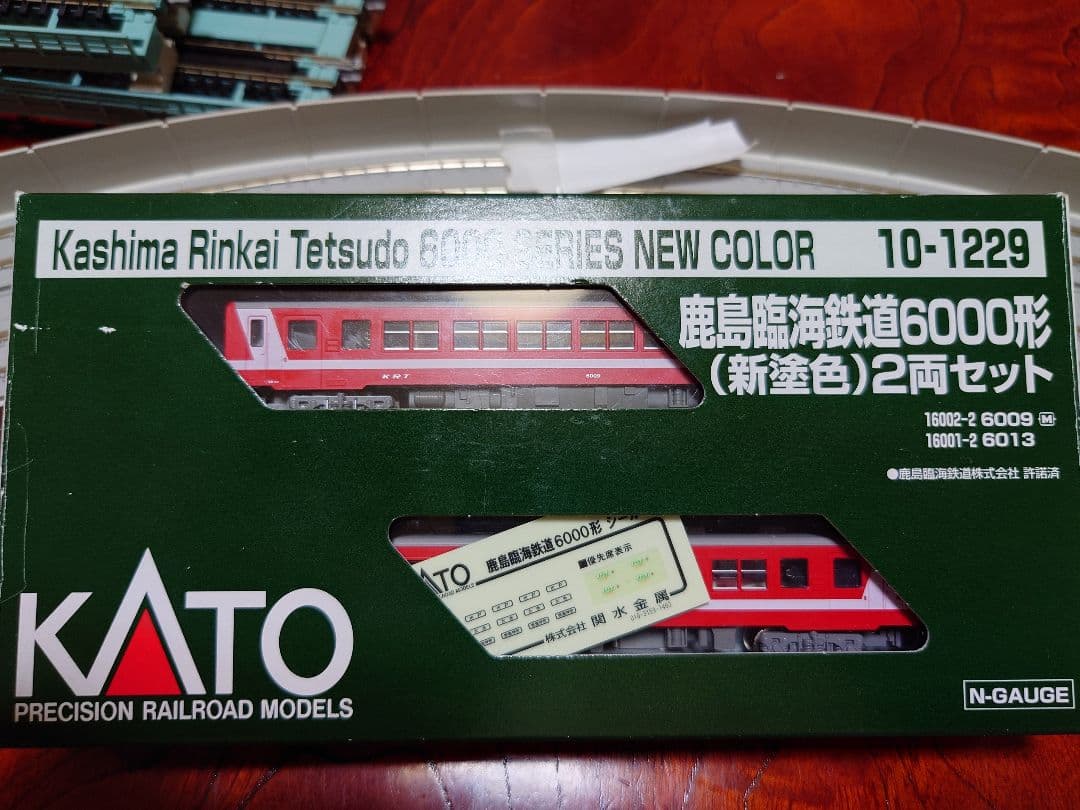 Kashima Rinkai Tetsudo 6000 SERIES NEW COLOR 10-1229
鹿島臨海鉄道6000形
(新塗色)2両セット
16002-2 6009 M
16001-2 6013
●鹿島臨海鉄道株式会社 許諾済
KRT 6009
KATO 鹿島臨海鉄道6000形 シール
■優先席表示
株式会社 関水金属
KATO
PRECISION RAILROAD MODELS
N-GAUGE